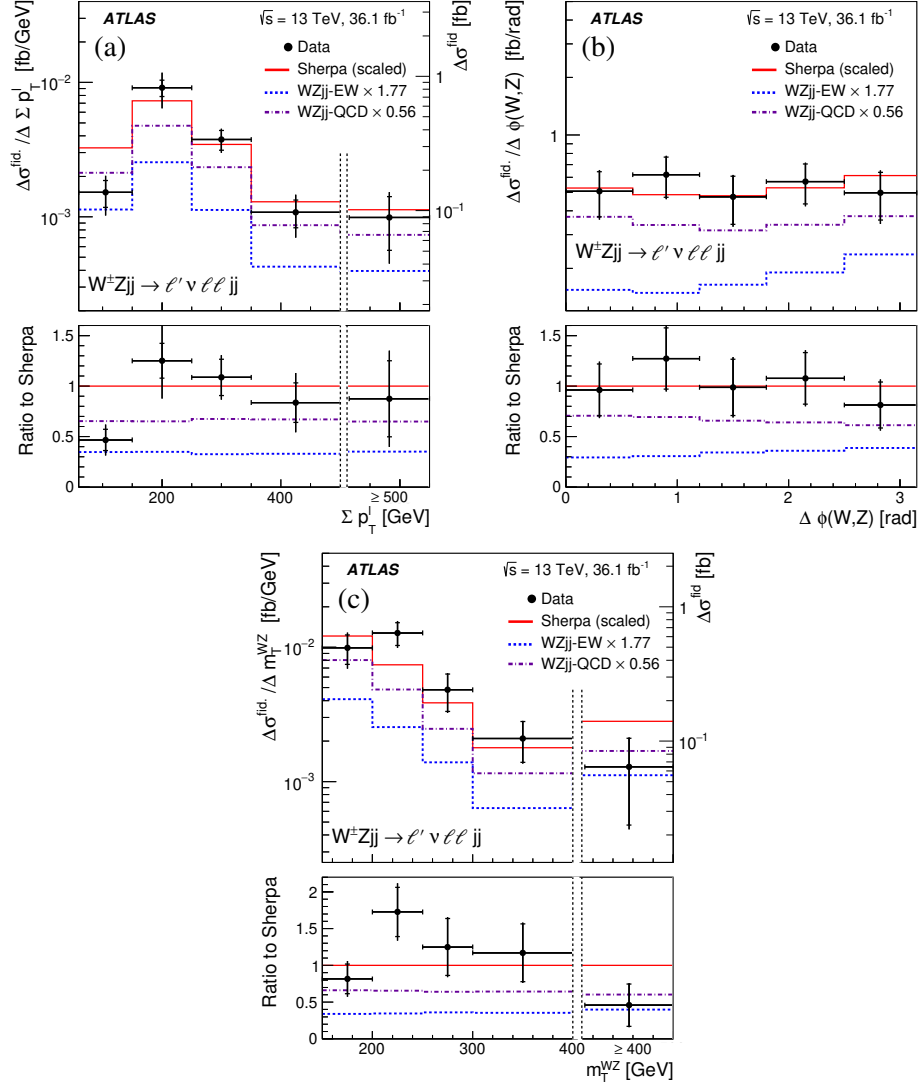 ATLAS √s = 13 TeV, 36.1 fb⁻¹
(a)
Data
Sherpa (scaled)
WZjj-EW × 1.77
WZjj-QCD × 0.56
W±Zjj → ℓ′ ν ℓℓ jj
Δσ^fid. / Δ Σ p_T^l [fb/GeV]
10⁻²
10⁻³
Δσ^fid [fb]
1
10⁻¹
Ratio to Sherpa
1.5
1
0.5
0
200 300 400 ≥ 500
Σ p_T^l [GeV]
ATLAS √s = 13 TeV, 36.1 fb⁻¹
(b)
Data
Sherpa (scaled)
WZjj-EW × 1.77
WZjj-QCD × 0.56
W±Zjj → ℓ′ ν ℓℓ jj
Δσ^fid. / Δ φ(W,Z) [fb/rad]
1
Ratio to Sherpa
1.5
1
0.5
0
0 1 2 3
Δ φ(W,Z) [rad]
ATLAS √s = 13 TeV, 36.1 fb⁻¹
(c)
Data
Sherpa (scaled)
WZjj-EW × 1.77
WZjj-QCD × 0.56
W±Zjj → ℓ′ ν ℓℓ jj
Δσ^fid. / Δ m_T^WZ [fb/GeV]
10⁻²
10⁻³
Δσ^fid [fb]
1
10⁻¹
Ratio to Sherpa
2
1.5
1
0.5
0
200 300 400 ≥ 400
m_T^WZ [GeV]